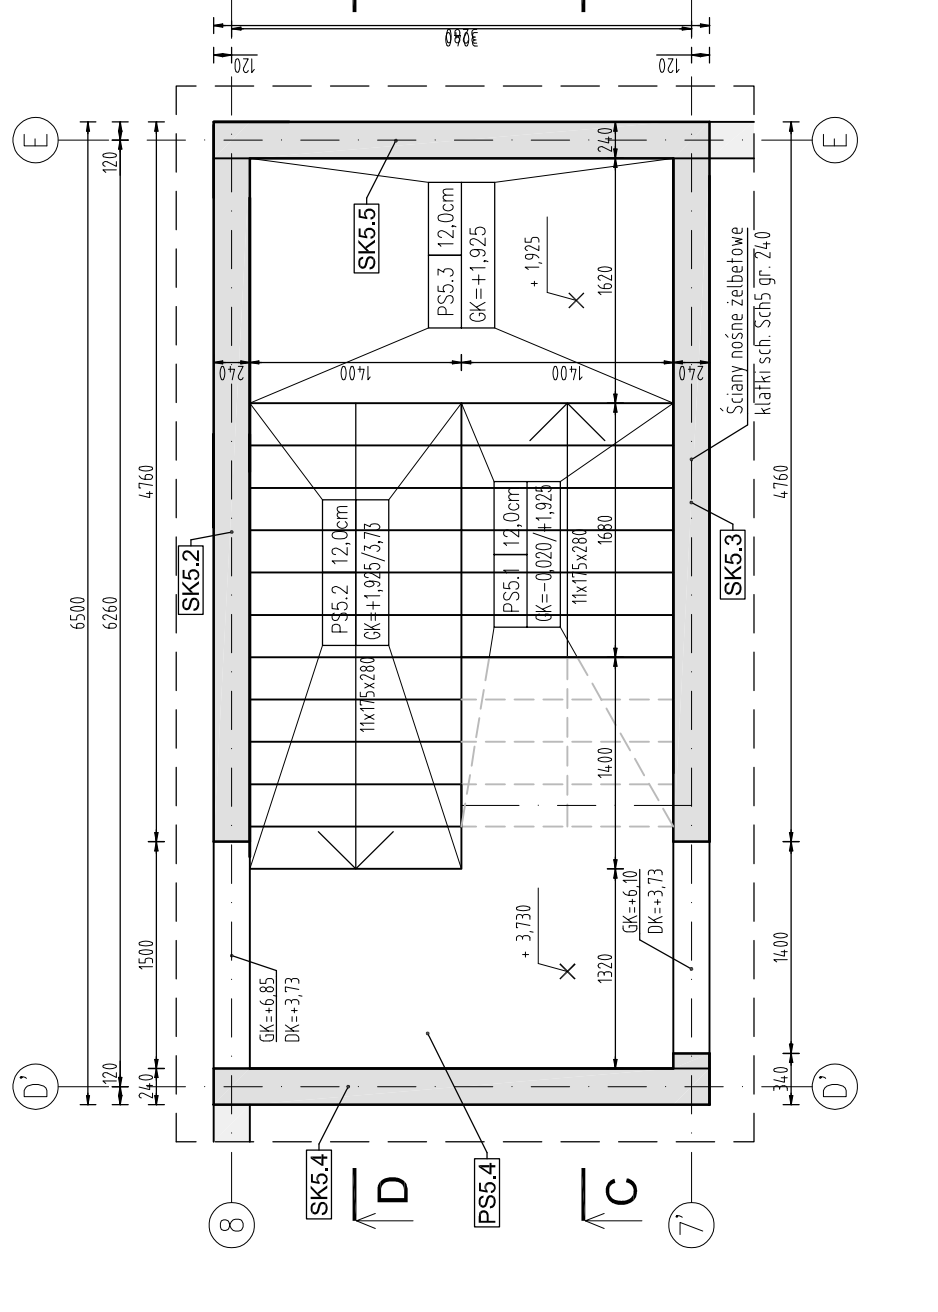 3260
3040
120
120
E
E
120
240
SK5.5
PS5.3 12,0cm
GK=+1,925
+ 1,925
1620
240
1400
1400
240
Ściany nośne żelbetowe
klatki sch. Sch5 gr. 240
4760
4760
6500
6260
SK5.2
PS5.2 12,0cm
GK=+1,925/3,73
11x175x280
PS5.1 12,0cm
GK=-0,020/+1,925
11x175x280
1680
SK5.3
1400
+ 3,730
GK=+6,10
DK=+3,73
1500
1320
1400
GK=+6,85
DK=+3,73
D'
120
240
340
D'
SK5.4
PS5.4
D
C
8
7'